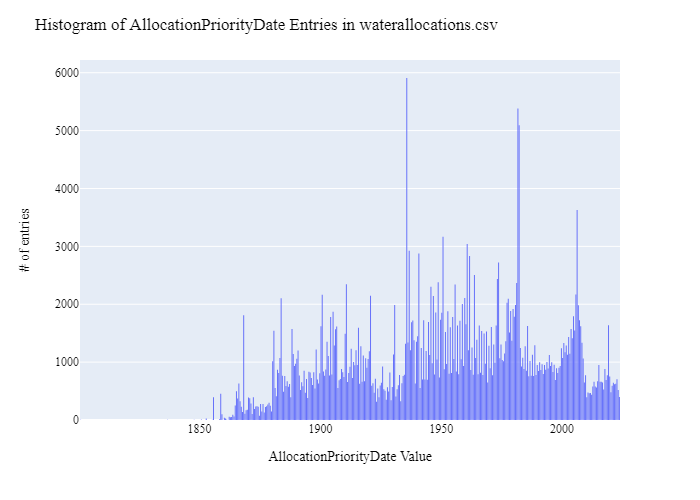 Histogram of AllocationPriorityDate Entries in waterallocations.csv
6000
5000
4000
3000
2000
1000
0
# of entries
1850 1900 1950 2000
AllocationPriorityDate Value